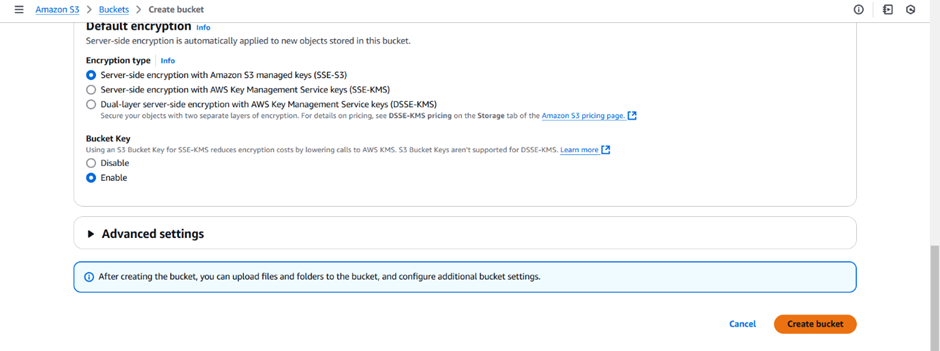 Amazon S3 > Buckets > Create bucket
Default encryption Info
Server-side encryption is automatically applied to new objects stored in this bucket.
Encryption type | Info
Server-side encryption with Amazon S3 managed keys (SSE-S3)
Server-side encryption with AWS Key Management Service keys (SSE-KMS)
Dual-layer server-side encryption with AWS Key Management Service keys (DSSE-KMS)
Secure your objects with two separate layers of encryption. For details on pricing, see DSSE-KMS pricing on the Storage tab of the Amazon S3 pricing page.
Bucket Key
Using an S3 Bucket Key for SSE-KMS reduces encryption costs by lowering calls to AWS KMS. S3 Bucket Keys aren't supported for DSSE-KMS. Learn more
Disable
Enable
Advanced settings
After creating the bucket, you can upload files and folders to the bucket, and configure additional bucket settings.
Cancel Create bucket